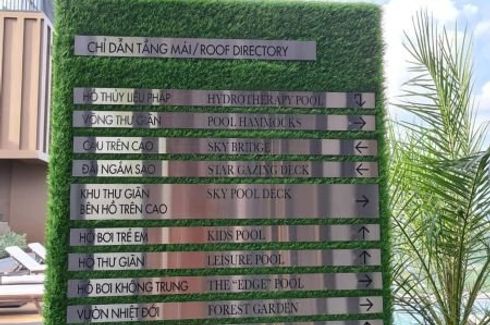 CHỈ DẪN TẦNG MÁI/ROOF DIRECTORY
HỒ THỦY LIỆU PHÁP HYDROTHERAPY POOL
VÕNG THƯ GIÃN POOL HAMMOCKS
CẦU TRÊN CAO SKY BRIDGE
ĐÀI NGẮM SAO STAR GAZING DECK
KHU THƯ GIÃN SKY POOL DECK
BÊN HỒ TRÊN CAO
HỒ BƠI TRẺ EM KIDS POOL
HỒ THƯ GIÃN LEISURE POOL
HỒ BƠI KHÔNG TRUNG THE "EDGE" POOL
VƯỜN NHIỆT ĐỚI FOREST GARDEN